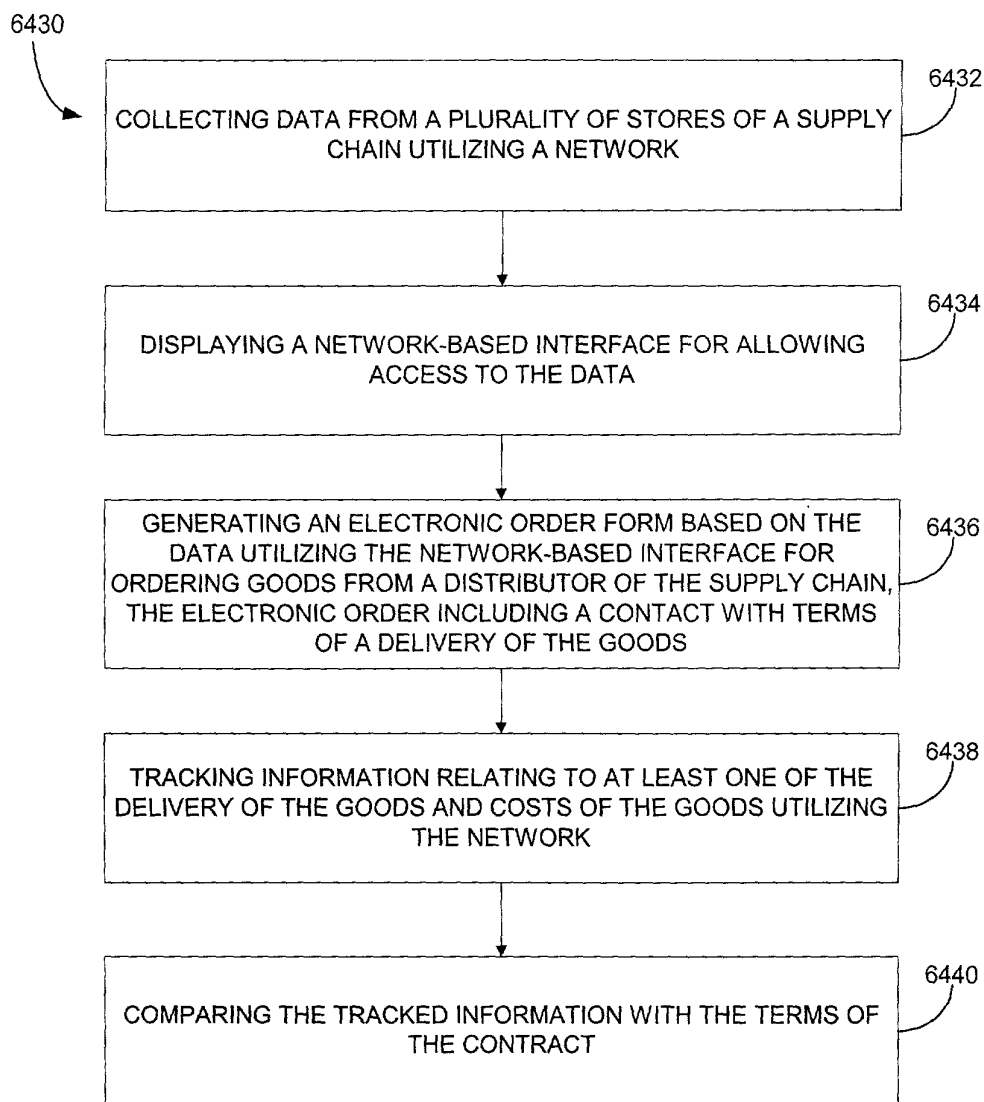 6430
6432
COLLECTING DATA FROM A PLURALITY OF STORES OF A SUPPLY
CHAIN UTILIZING A NETWORK
6434
DISPLAYING A NETWORK-BASED INTERFACE FOR ALLOWING
ACCESS TO THE DATA
6436
GENERATING AN ELECTRONIC ORDER FORM BASED ON THE
DATA UTILIZING THE NETWORK-BASED INTERFACE FOR
ORDERING GOODS FROM A DISTRIBUTOR OF THE SUPPLY CHAIN,
THE ELECTRONIC ORDER INCLUDING A CONTACT WITH TERMS
OF A DELIVERY OF THE GOODS
6438
TRACKING INFORMATION RELATING TO AT LEAST ONE OF THE
DELIVERY OF THE GOODS AND COSTS OF THE GOODS UTILIZING
THE NETWORK
6440
COMPARING THE TRACKED INFORMATION WITH THE TERMS OF
THE CONTRACT